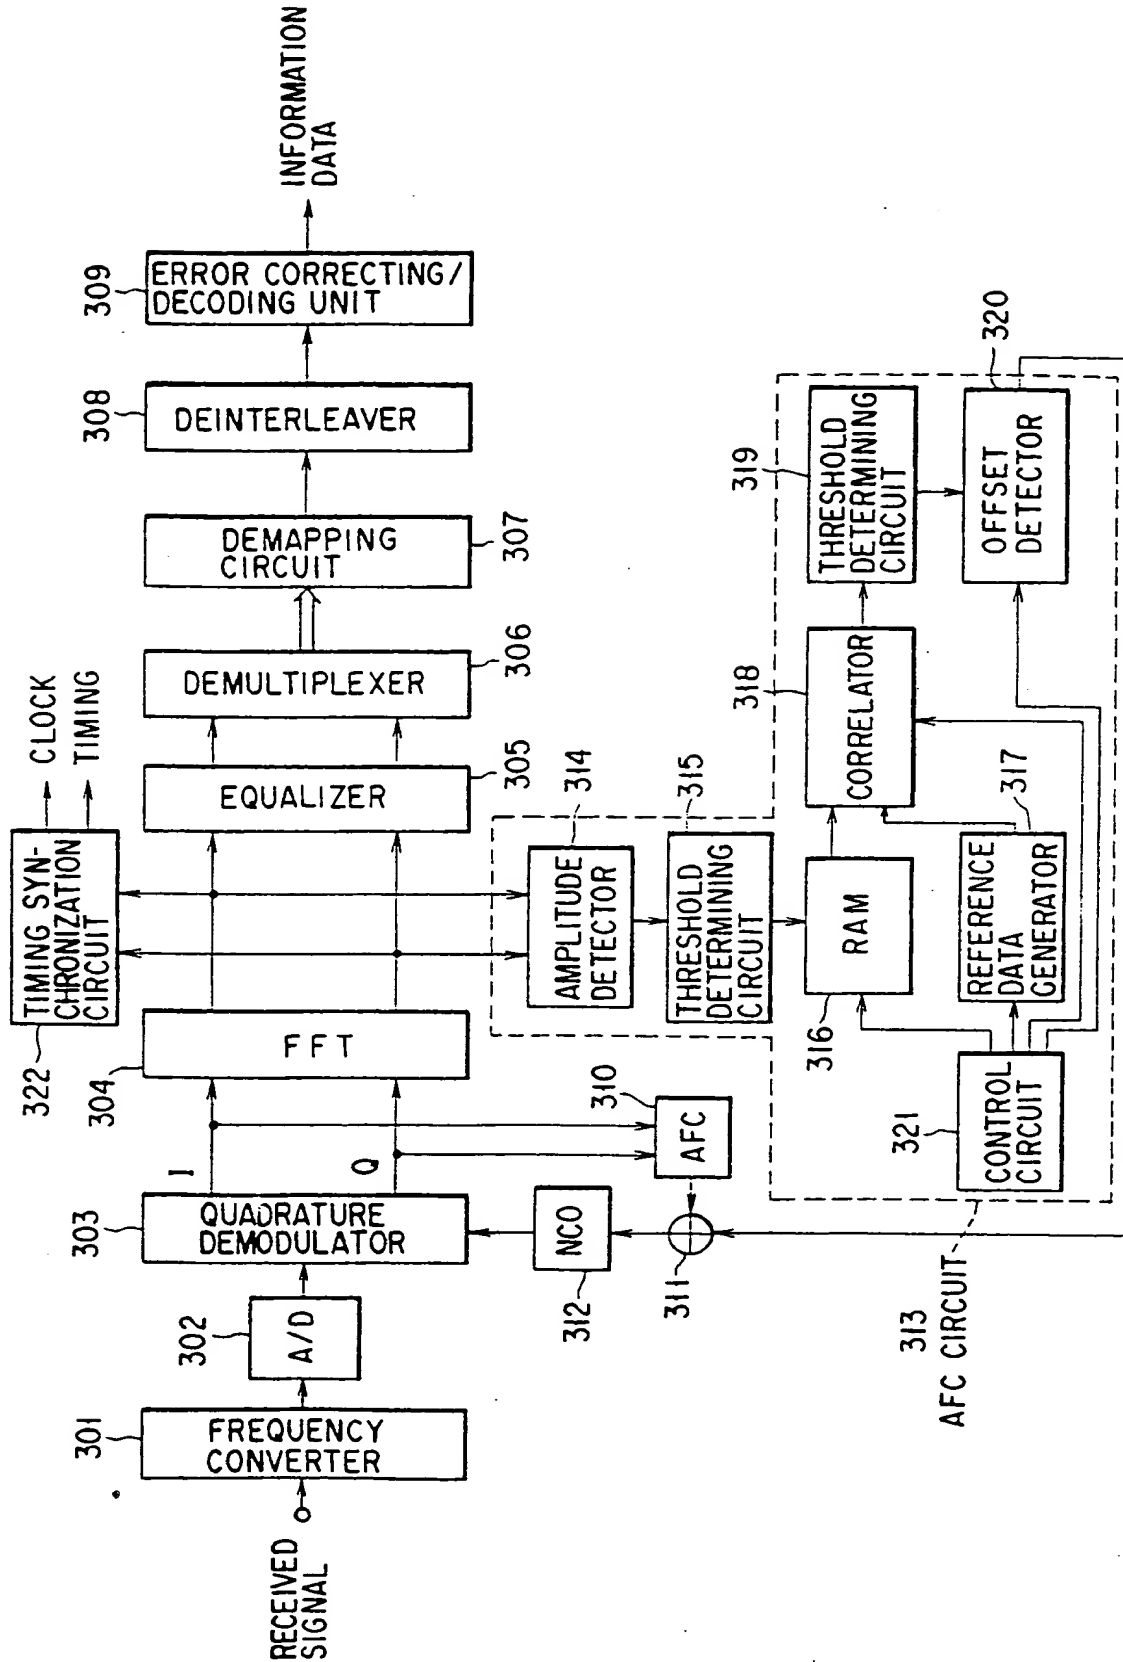 RECEIVED
SIGNAL
301
FREQUENCY
CONVERTER
302
A/D
303
QUADRATURE
DEMODULATOR
I
Q
304
FFT
322
TIMING SYN-
CHRONIZATION
CIRCUIT
CLOCK
TIMING
305
EQUALIZER
306
DEMULTIPLEXER
307
DEMAPPING
CIRCUIT
308
DEINTERLEAVER
309
ERROR CORRECTING/
DECODING UNIT
INFORMATION
DATA
310
AFC
311
312
NCO
313
AFC CIRCUIT
314
AMPLITUDE
DETECTOR
315
THRESHOLD
DETERMINING
CIRCUIT
316
RAM
317
REFERENCE
DATA
GENERATOR
318
CORRELATOR
319
THRESHOLD
DETERMINING
CIRCUIT
320
OFFSET
DETECTOR
321
CONTROL
CIRCUIT